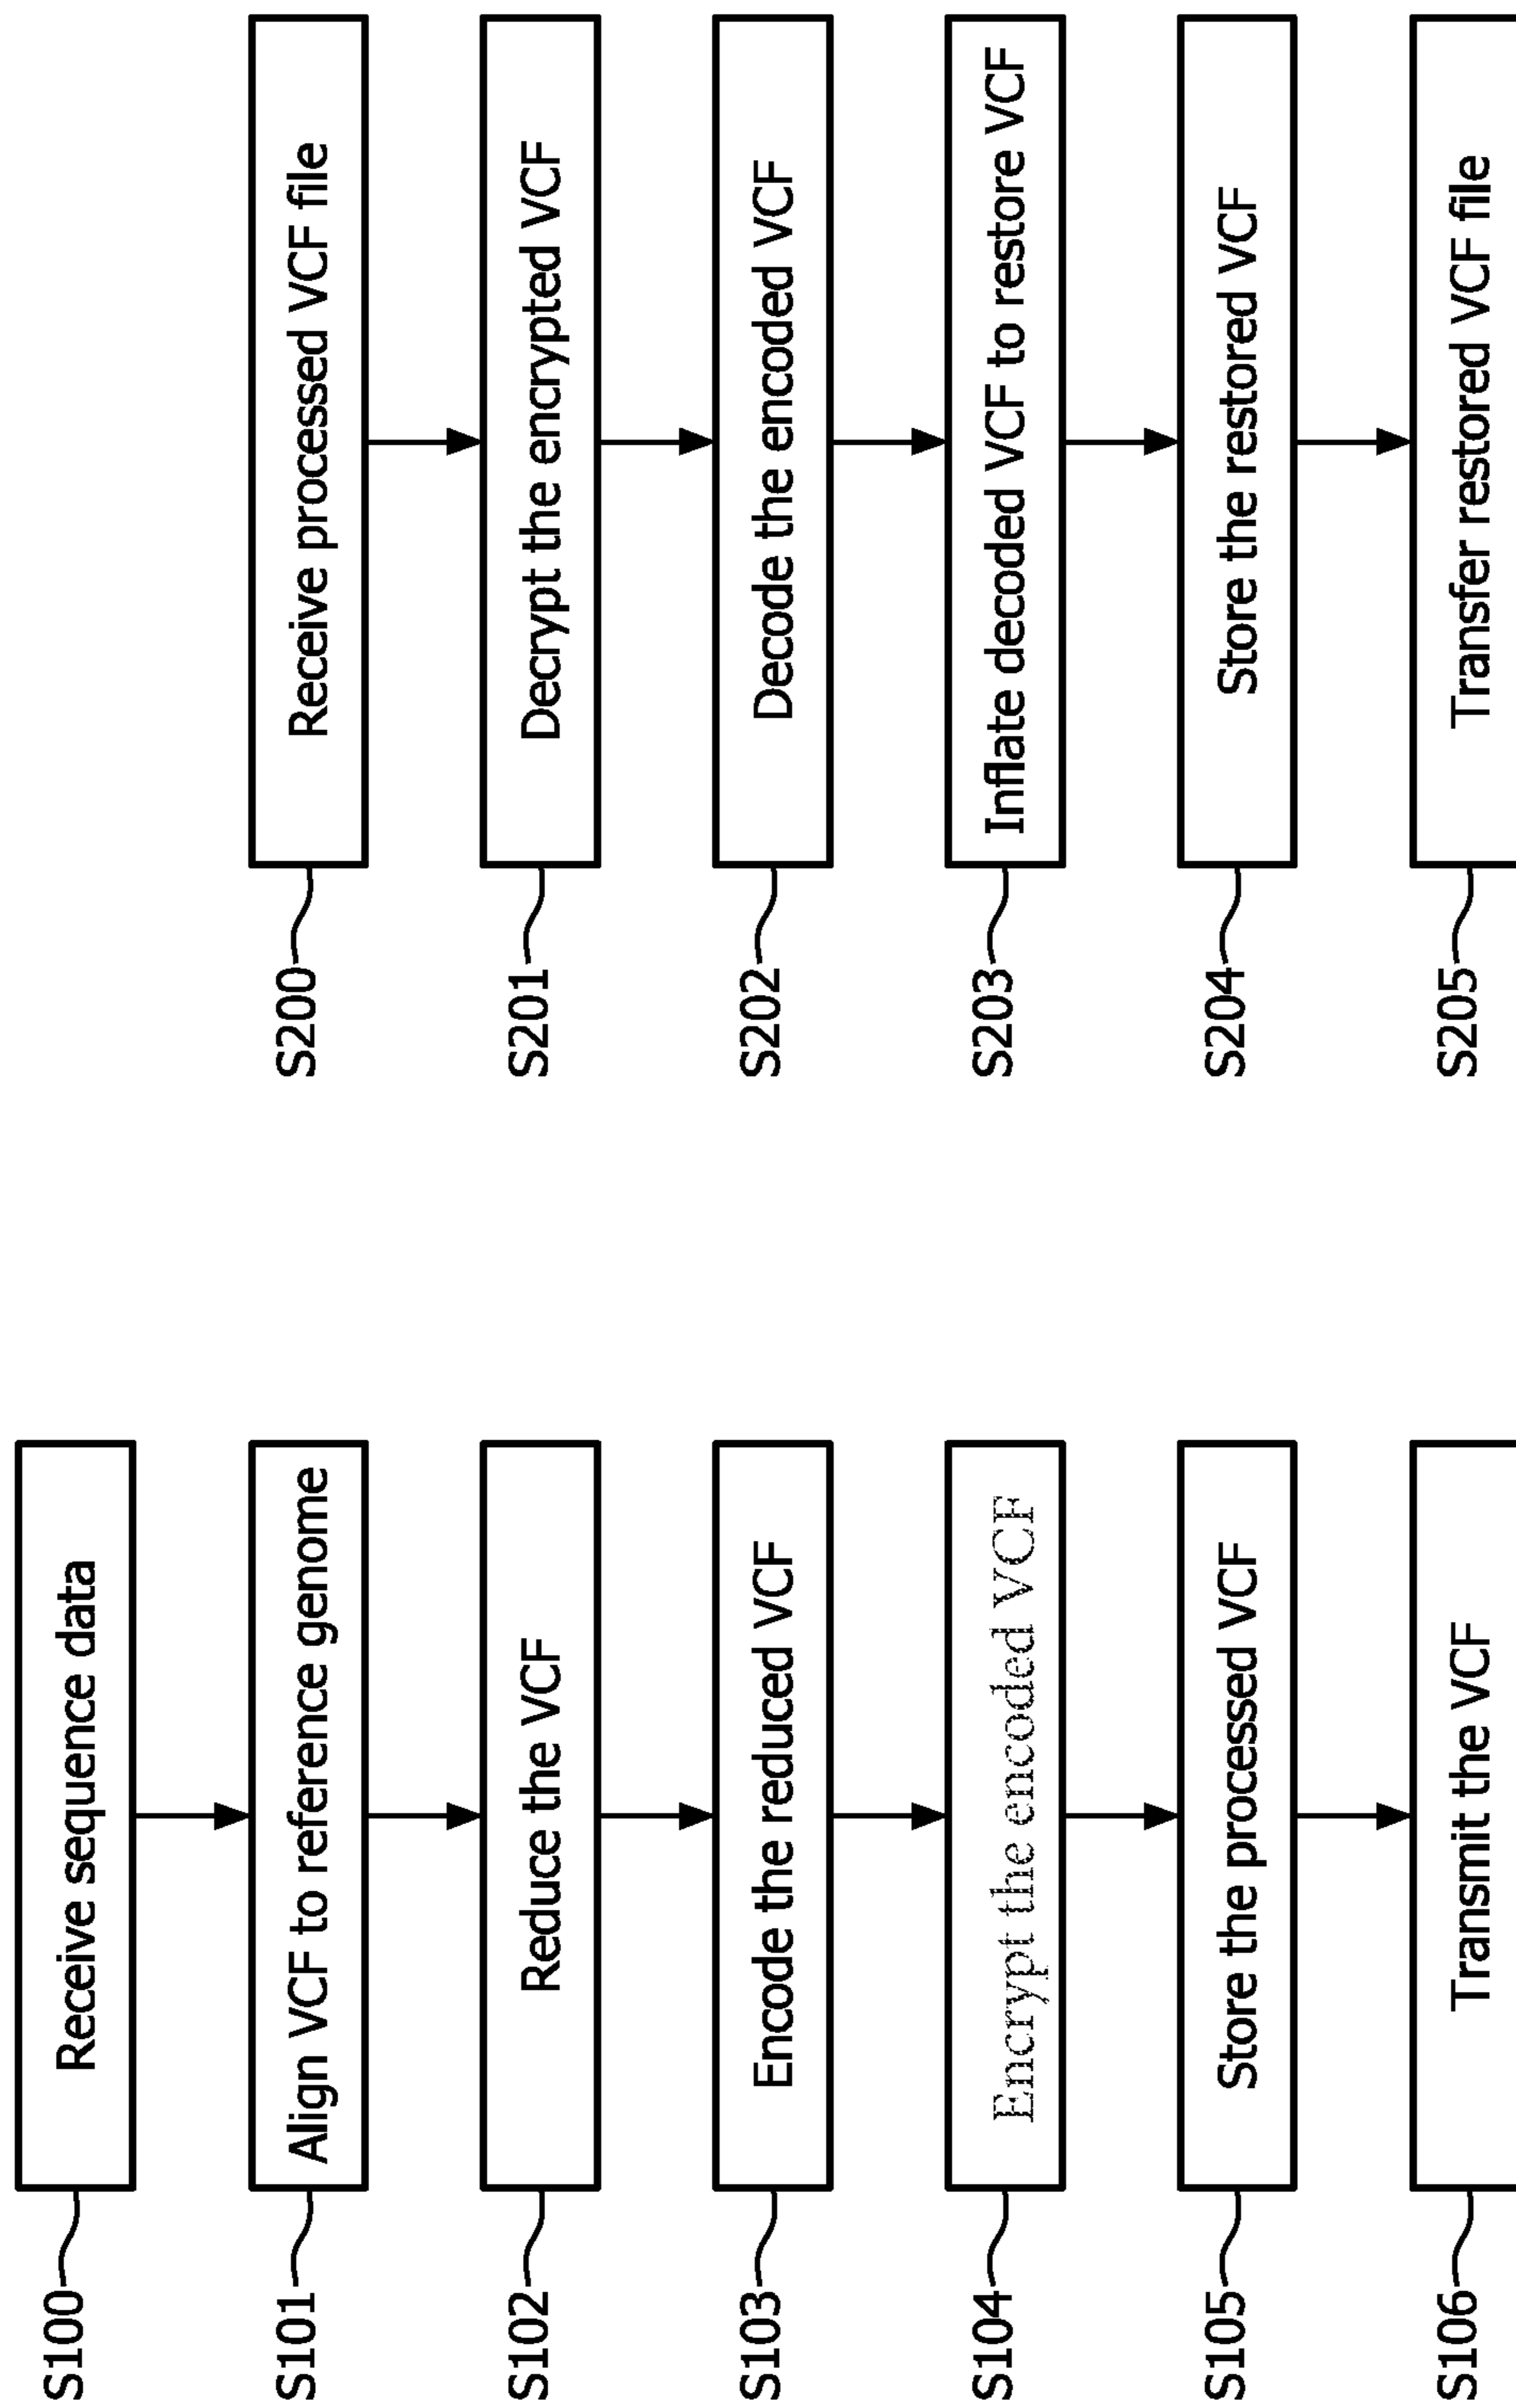 S100
Receive sequence data
S101
Align VCF to reference genome
S102
Reduce the VCF
S103
Encode the reduced VCF
S104
Encrypt the encoded VCF
S105
Store the processed VCF
S106
Transmit the VCF
S200
Receive processed VCF file
S201
Decrypt the encrypted VCF
S202
Decode the encoded VCF
S203
Inflate decoded VCF to restore VCF
S204
Store the restored VCF
S205
Transfer restored VCF file